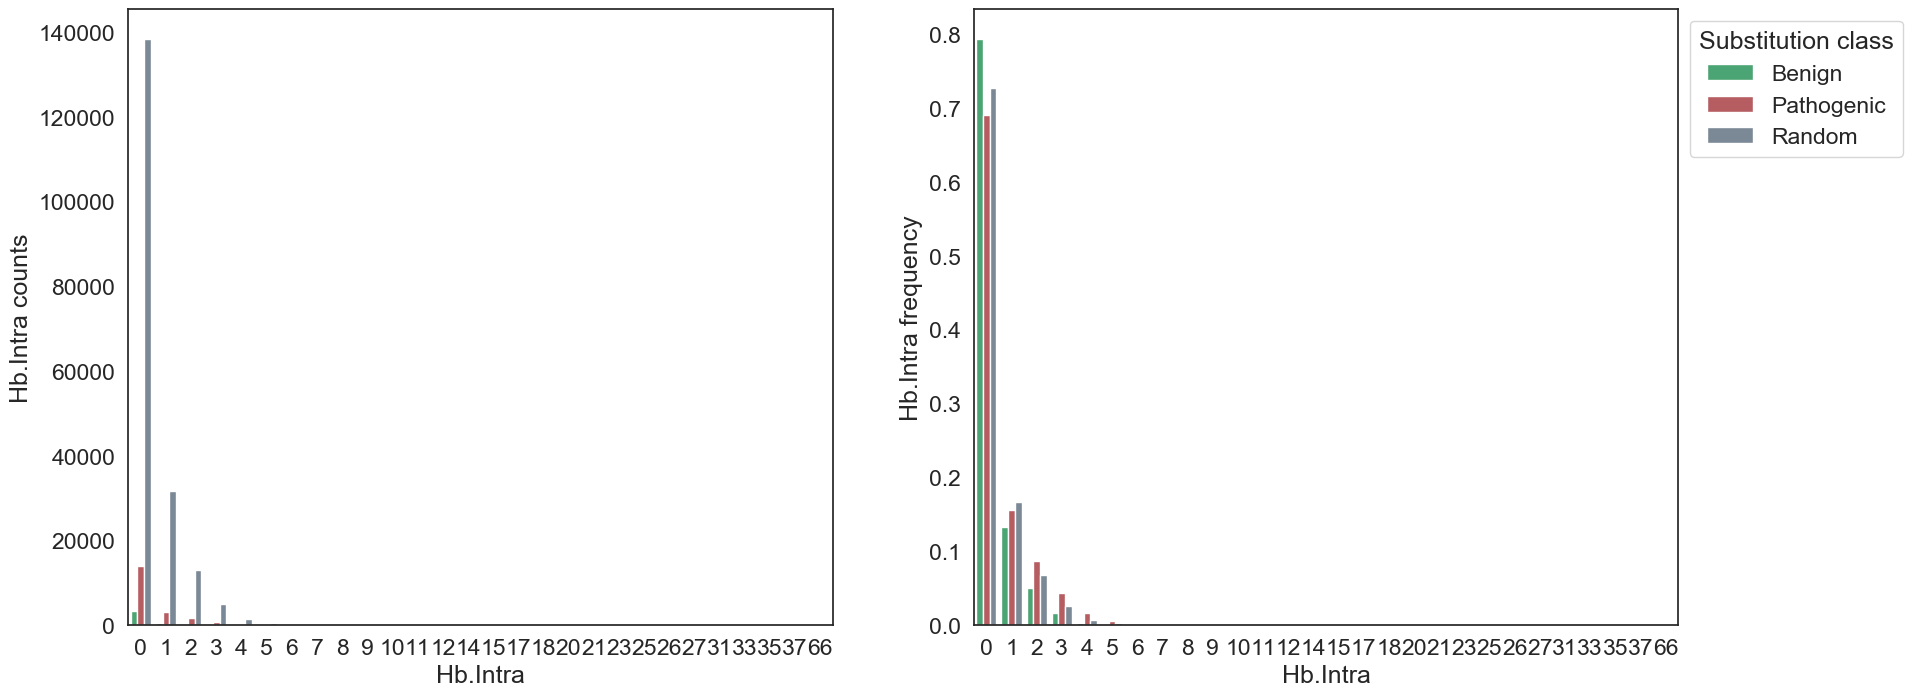 140000
120000
100000
80000
60000
40000
20000
0
Hb.Intra counts
0 1 2 3 4 5 6 7 8 9 10 11 12 14 15 17 18 20 21 23 25 26 27 31 33 35 37 66
Hb.Intra
0.8
0.7
0.6
0.5
0.4
0.3
0.2
0.1
0.0
Hb.Intra frequency
0 1 2 3 4 5 6 7 8 9 10 11 12 14 15 17 18 20 21 23 25 26 27 31 33 35 37 66
Hb.Intra
Substitution class
Benign
Pathogenic
Random